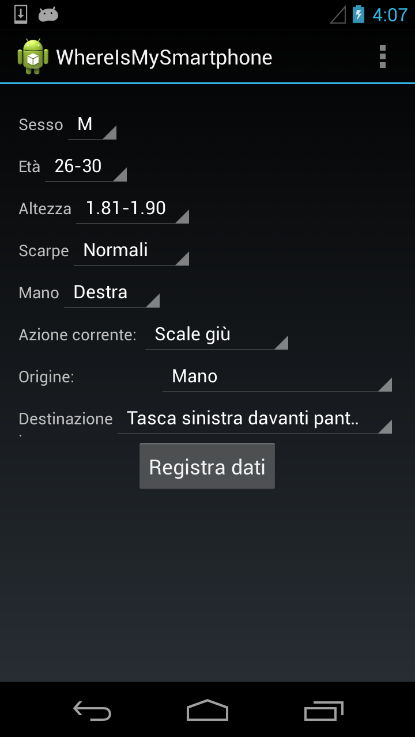 4:07
WhereIsMySmartphone
Sesso M
Età 26-30
Altezza 1.81-1.90
Scarpe Normali
Mano Destra
Azione corrente: Scale giù
Origine: Mano
Destinazione Tasca sinistra davanti pant..
Registra dati